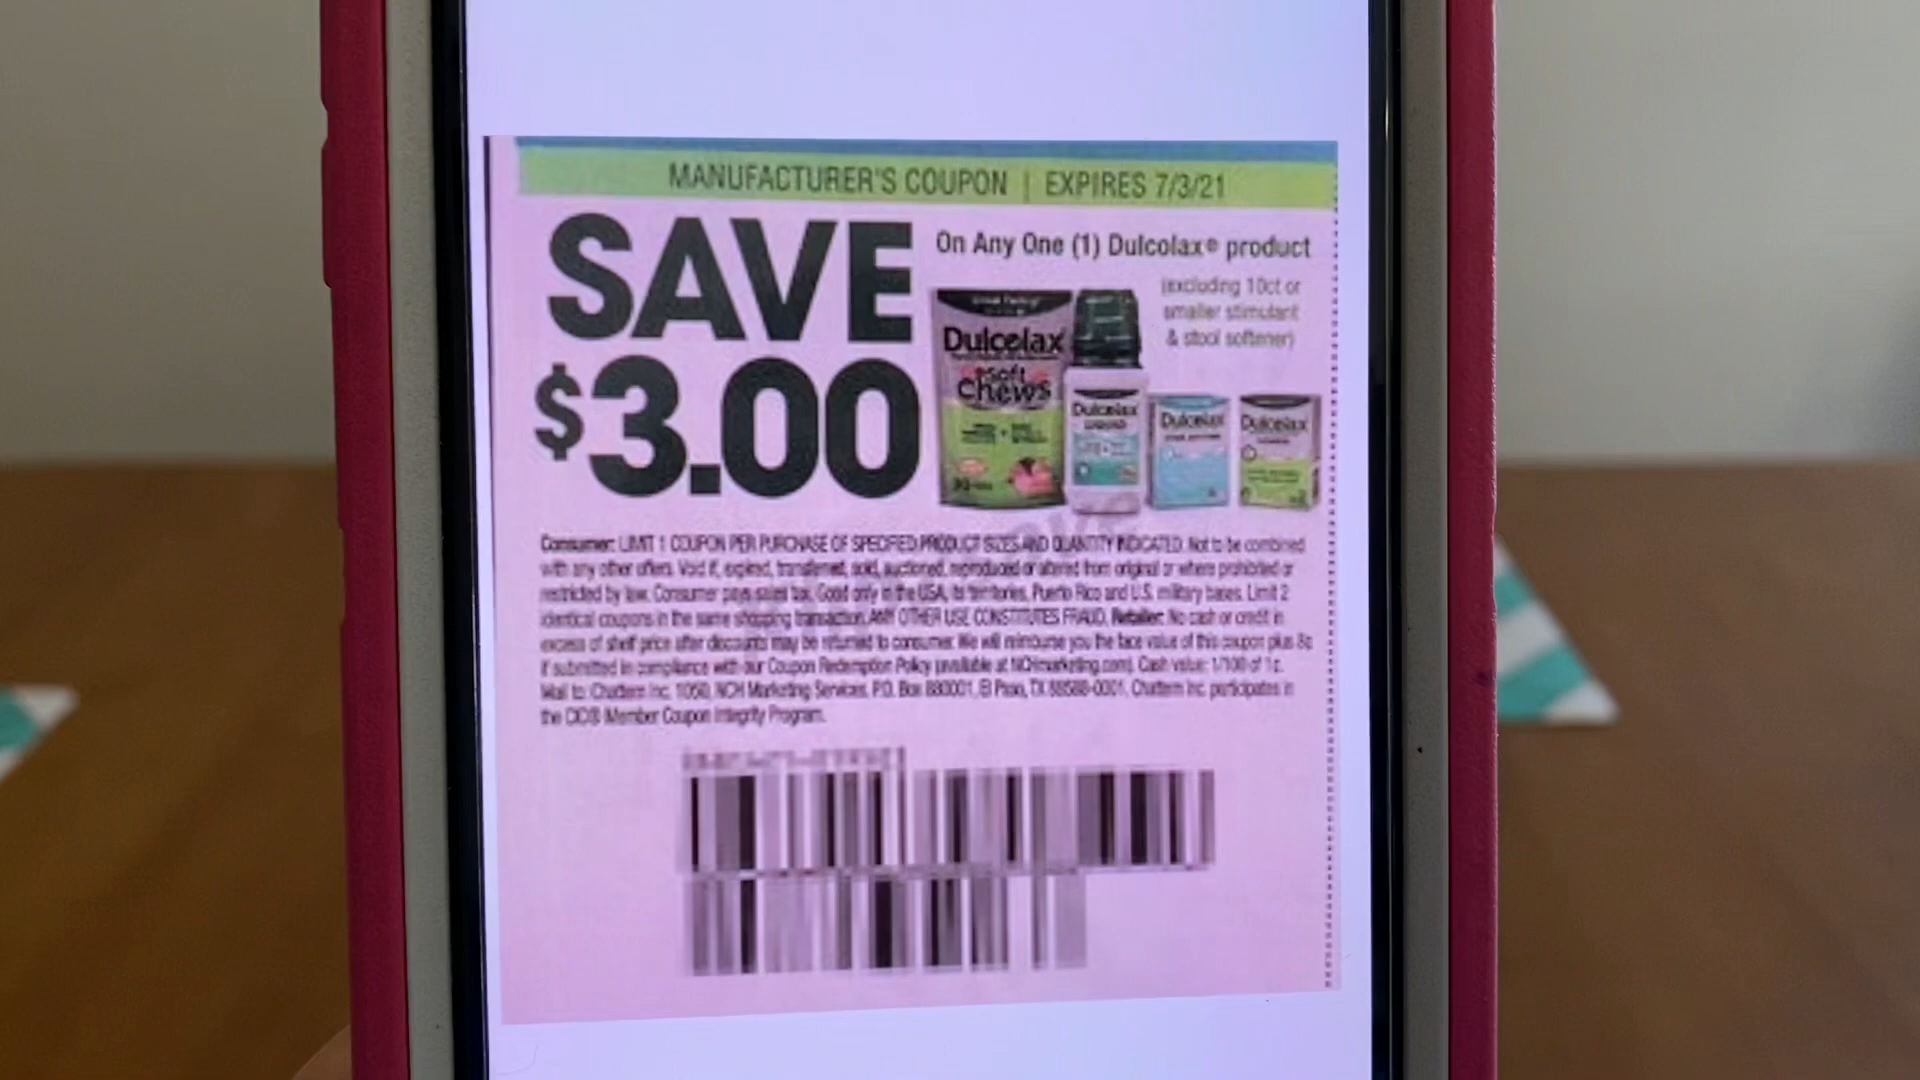 MANUFACTURER'S COUPON | EXPIRES 7/3/21
SAVE
$3.00
On Any One (1) Dulcolax® product
(excluding 10ct or
smaller stimulant
& stool softener)
Dulcolax
Soft
Chews
Dulcolax
LIQUID
Dulcolax
Dulcolax
Consumer: LIMIT 1 COUPON PER PURCHASE OF SPECIFIED PRODUCT SIZES AND QUANTITY INDICATED. Not to be combined
with any other offers. Void if, expired, transferred, sold, auctioned, reproduced or altered from original or where prohibited or
restricted by law. Consumer pays sales tax. Good only in the USA, its territories, Puerto Rico and U.S. military bases. Limit 2
identical coupons in the same shopping transaction. ANY OTHER USE CONSTITUTES FRAUD. Retailer: No cash or credit in
excess of shelf price after discounts may be returned to consumer. We will reimburse you the face value of this coupon plus 8¢
if submitted in compliance with our Coupon Redemption Policy (available at NCHmarketing.com). Cash value: 1/100 of 1¢.
Mail to: Chattem Inc. 1050, NCH Marketing Services, P.O. Box 880001, El Paso, TX 88588-0001. Chattem Inc. participates in
the CIC® Member Coupon Integrity Program.